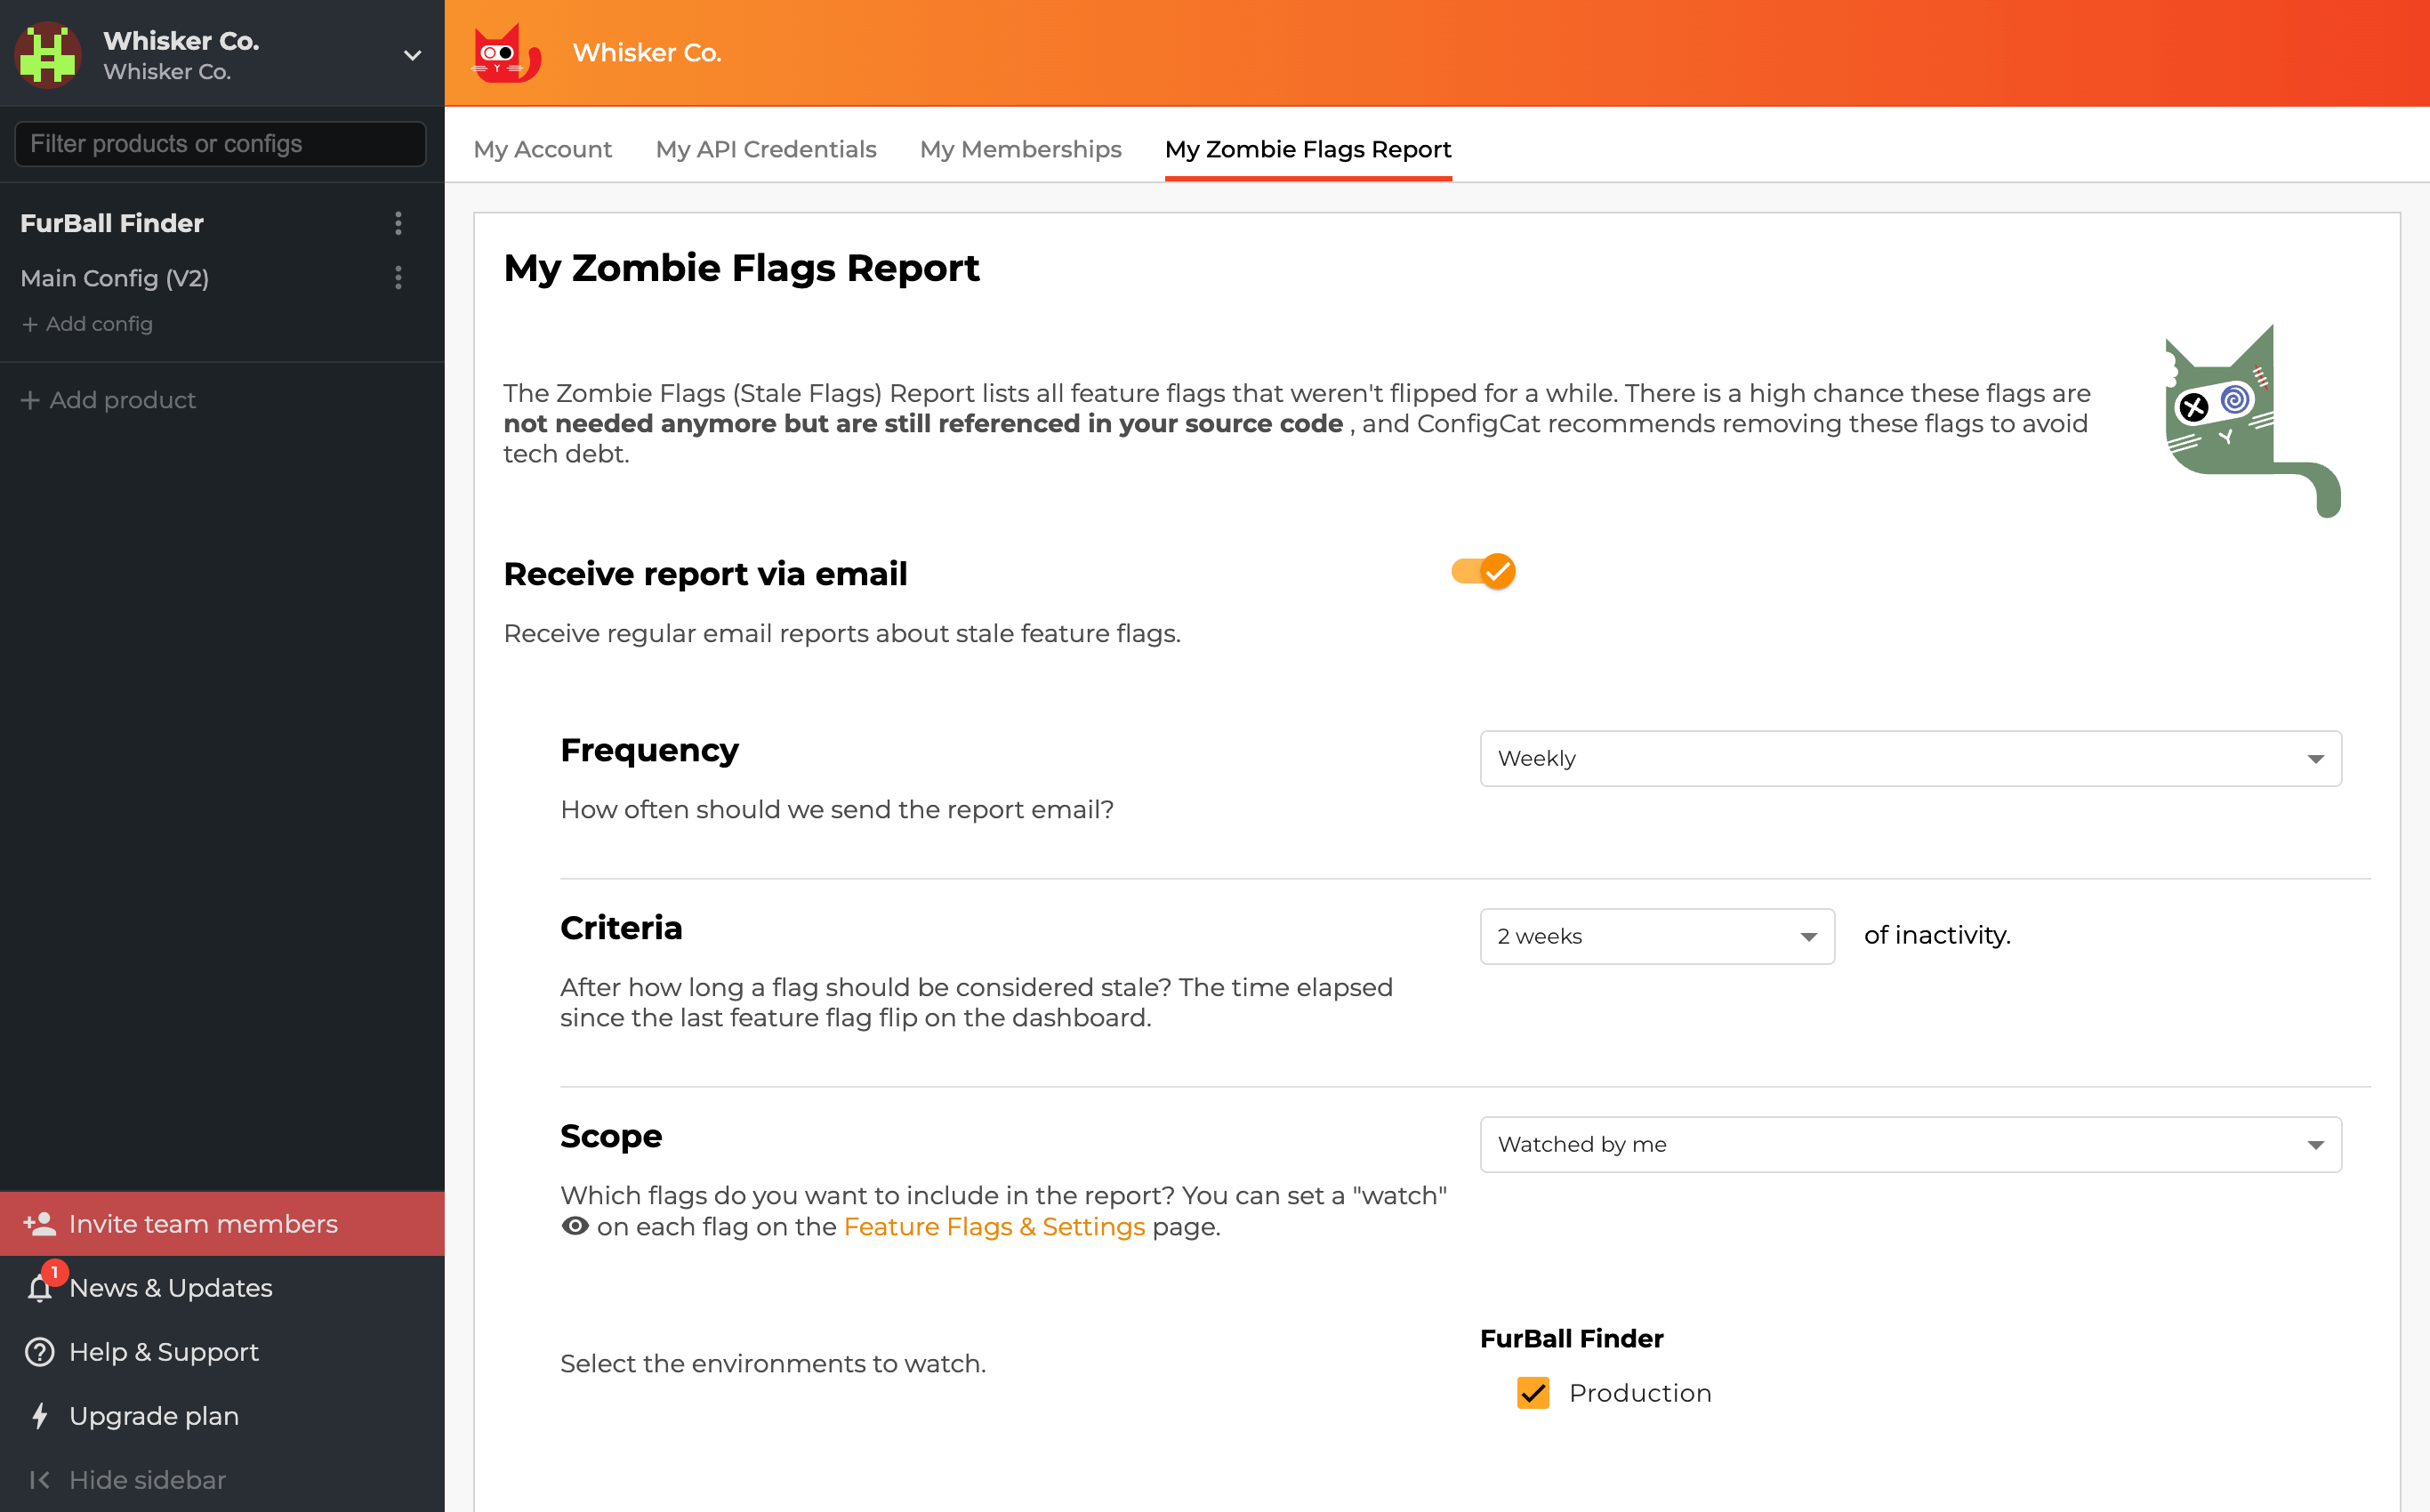 Whisker Co.
Whisker Co.
Filter products or configs
FurBall Finder
Main Config (V2)
+ Add config
+ Add product
Invite team members
1
News & Updates
Help & Support
Upgrade plan
Hide sidebar
Whisker Co.
My Account
My API Credentials
My Memberships
My Zombie Flags Report
My Zombie Flags Report
The Zombie Flags (Stale Flags) Report lists all feature flags that weren't flipped for a while. There is a high chance these flags are
not needed anymore but are still referenced in your source code , and ConfigCat recommends removing these flags to avoid
tech debt.
Receive report via email
Receive regular email reports about stale feature flags.
Frequency
Weekly
How often should we send the report email?
Criteria
2 weeks
of inactivity.
After how long a flag should be considered stale? The time elapsed
since the last feature flag flip on the dashboard.
Scope
Watched by me
Which flags do you want to include in the report? You can set a "watch"
on each flag on the Feature Flags & Settings page.
Select the environments to watch.
FurBall Finder
Production